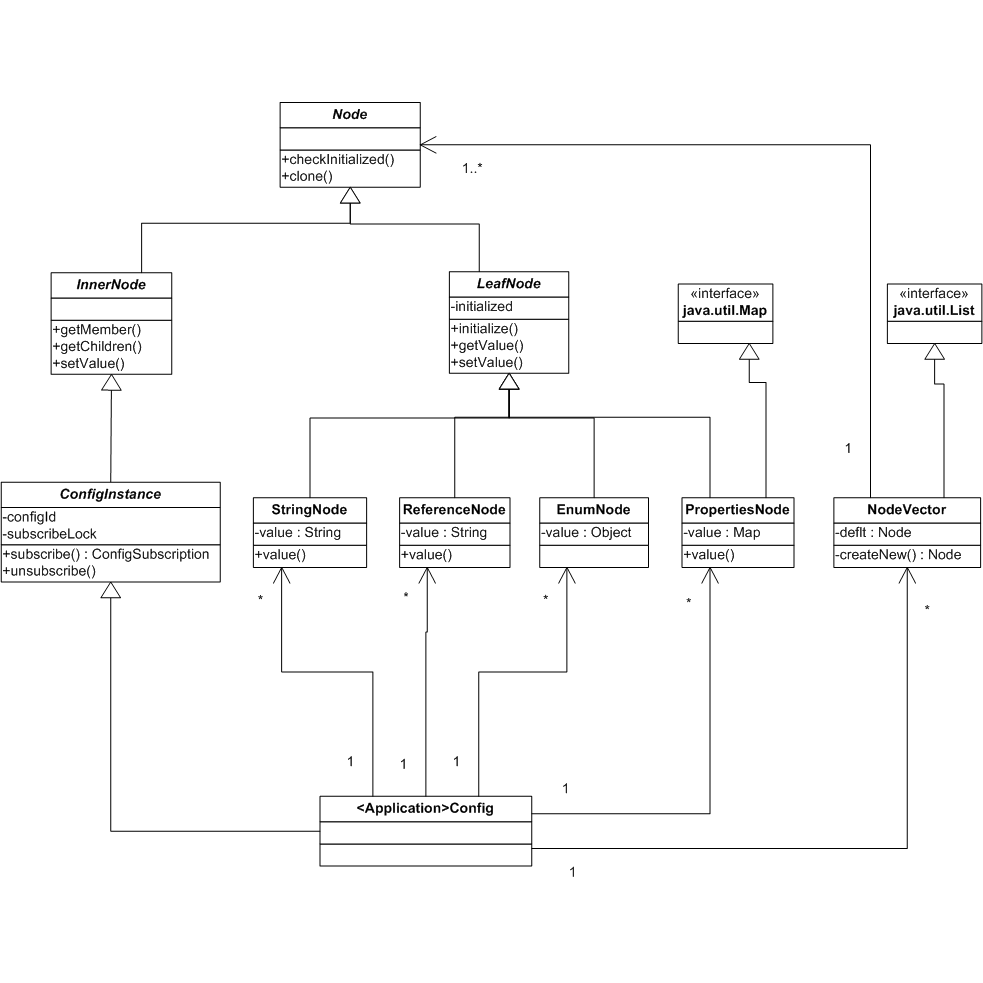 Node
+checkInitialized()
+clone()
1..*
InnerNode
+getMember()
+getChildren()
+setValue()
LeafNode
-initialized
+initialize()
+getValue()
+setValue()
«interface»
java.util.Map
«interface»
java.util.List
1
ConfigInstance
-configId
-subscribeLock
+subscribe() : ConfigSubscription
+unsubscribe()
StringNode
-value : String
+value()
ReferenceNode
-value : String
+value()
EnumNode
-value : Object
PropertiesNode
-value : Map
+value()
NodeVector
-deflt : Node
-createNew() : Node
*
*
*
*
*
1
1
1
1
<Application>Config
1